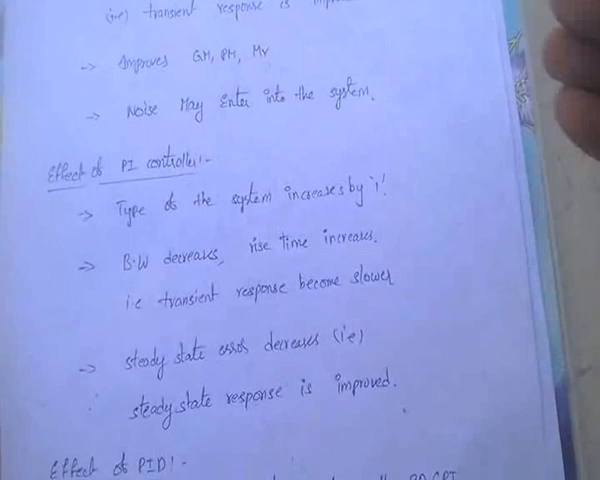 (i.e) transient response is
-> Improves GM, PM, Mr
-> Noise May Enter into the system.
Effect of PI controller:-
-> Type of the system increases by '1'.
-> B.W decreases, rise time increases.
i.e transient response become slower
-> steady state error decreases (i.e)
steady state response is improved.
Effect of PID:-